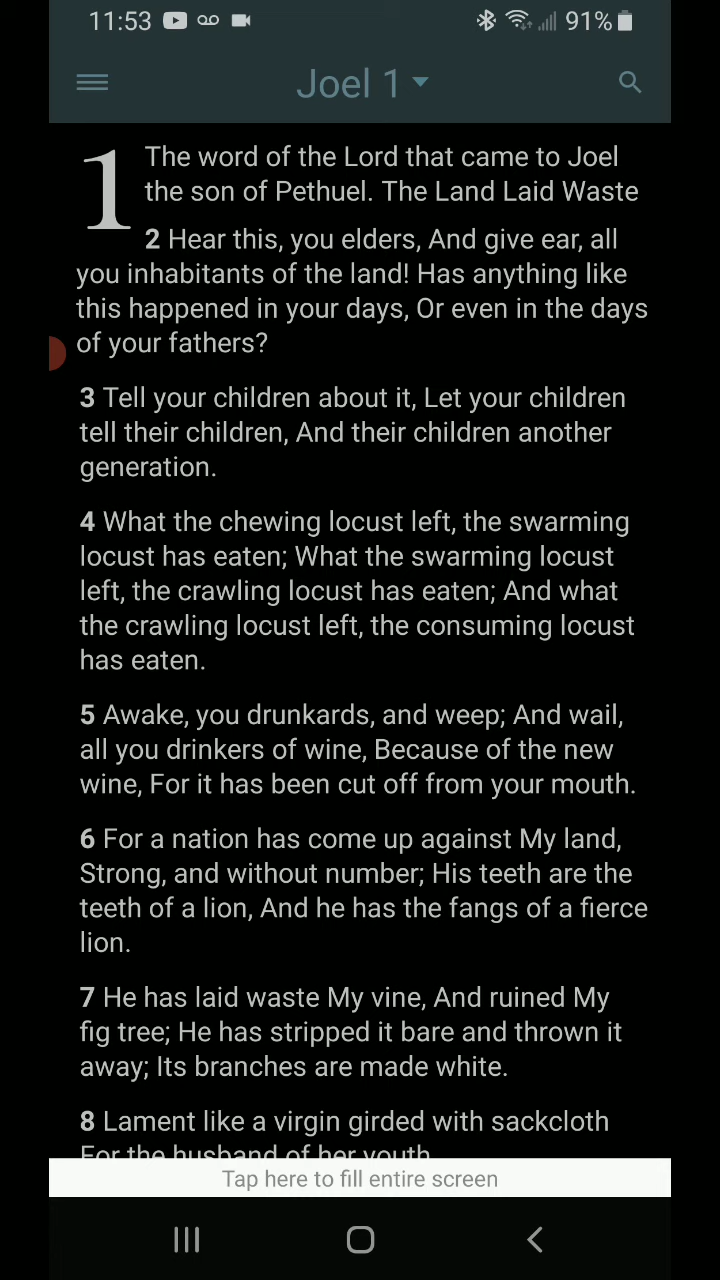 11:53 91%
Joel 1
1 The word of the Lord that came to Joel
the son of Pethuel. The Land Laid Waste
2 Hear this, you elders, And give ear, all
you inhabitants of the land! Has anything like
this happened in your days, Or even in the days
of your fathers?
3 Tell your children about it, Let your children
tell their children, And their children another
generation.
4 What the chewing locust left, the swarming
locust has eaten; What the swarming locust
left, the crawling locust has eaten; And what
the crawling locust left, the consuming locust
has eaten.
5 Awake, you drunkards, and weep; And wail,
all you drinkers of wine, Because of the new
wine, For it has been cut off from your mouth.
6 For a nation has come up against My land,
Strong, and without number; His teeth are the
teeth of a lion, And he has the fangs of a fierce
lion.
7 He has laid waste My vine, And ruined My
fig tree; He has stripped it bare and thrown it
away; Its branches are made white.
8 Lament like a virgin girded with sackcloth
For the husband of her youth
Tap here to fill entire screen